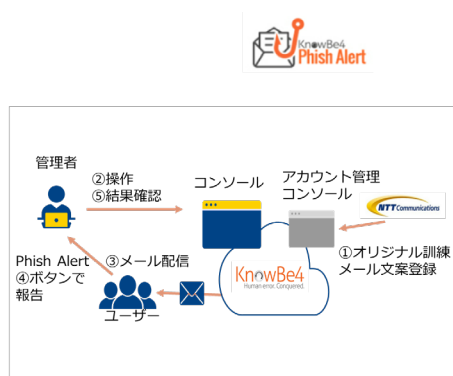 KnowBe4
Phish Alert
管理者
②操作
⑤結果確認
コンソール
アカウント管理
コンソール
NTT Communications
①オリジナル訓練
メール文案登録
Phish Alert
④ボタンで
報告
③メール配信
ユーザー
KnowBe4
Human error. Conquered.